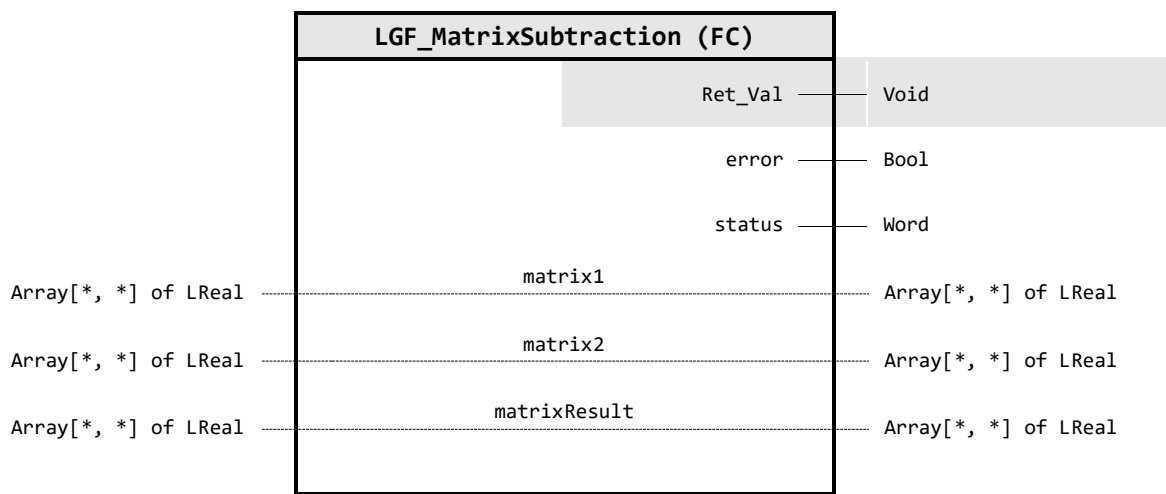 LGF_MatrixSubtraction (FC)
Ret_Val Void
error Bool
status Word
matrix1
Array[*, *] of LReal Array[*, *] of LReal
matrix2
Array[*, *] of LReal Array[*, *] of LReal
matrixResult
Array[*, *] of LReal Array[*, *] of LReal